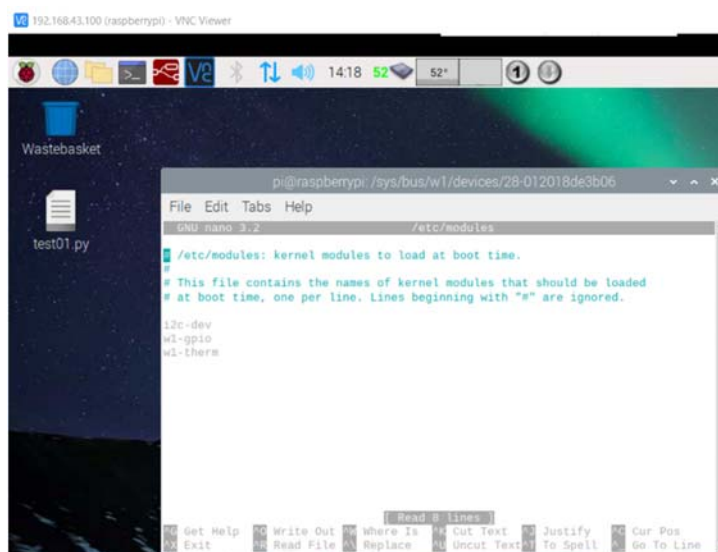 192.168.43.100 (raspberrypi) - VNC Viewer
14:18 52 52° 1
Wastebasket
test01.py
pi@raspberrypi: /sys/bus/w1/devices/28-012018de3b06
File Edit Tabs Help
GNU nano 3.2 /etc/modules
# /etc/modules: kernel modules to load at boot time.
#
# This file contains the names of kernel modules that should be loaded
# at boot time, one per line. Lines beginning with "#" are ignored.
i2c-dev
w1-gpio
w1-therm
[ Read 8 lines ]
^G Get Help ^O Write Out ^W Where Is ^K Cut Text ^J Justify ^C Cur Pos
^X Exit ^R Read File ^\ Replace ^U Uncut Text ^T To Spell ^_ Go To Line